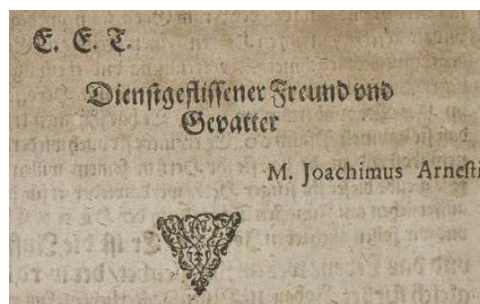 E. E. T.
Dienstgeflissener Freund vnd
Gevatter
M. Joachimus Arnesti